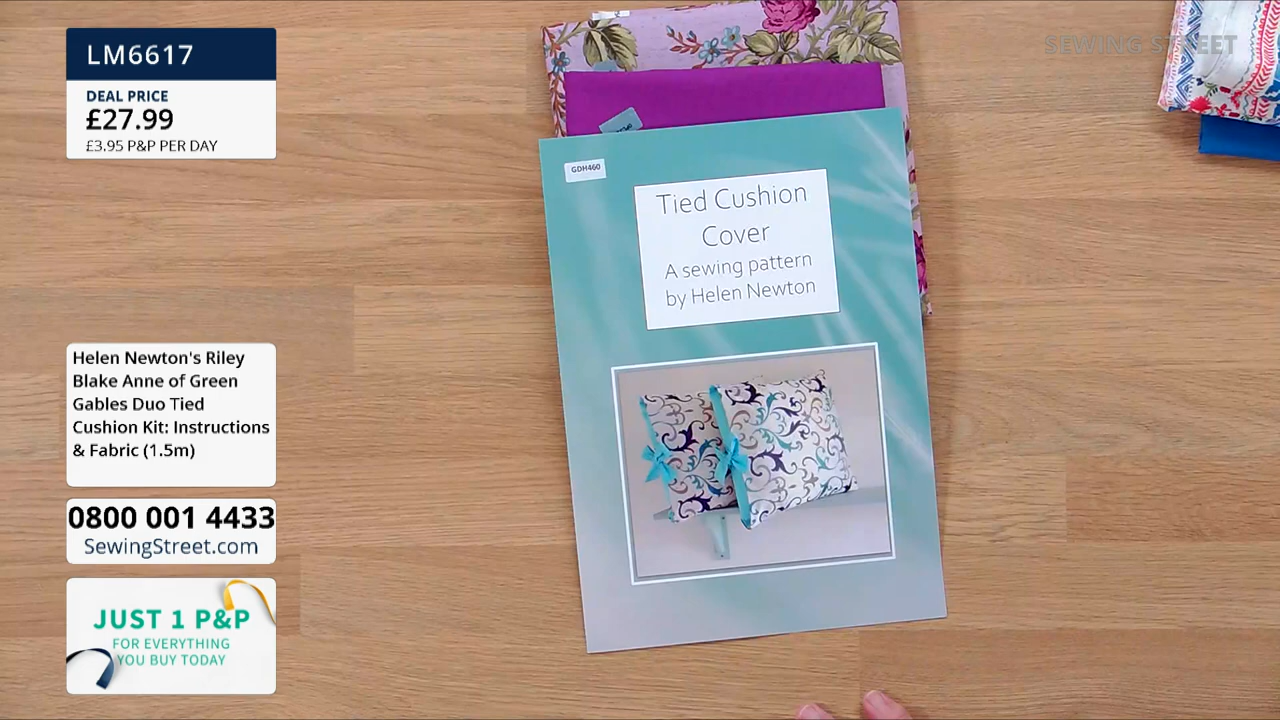 LM6617
DEAL PRICE
£27.99
£3.95 P&P PER DAY
SEWING STREET
GDH460
Tied Cushion
Cover
A sewing pattern
by Helen Newton
Helen Newton's Riley
Blake Anne of Green
Gables Duo Tied
Cushion Kit: Instructions
& Fabric (1.5m)
0800 001 4433
SewingStreet.com
JUST 1 P&P
FOR EVERYTHING
YOU BUY TODAY